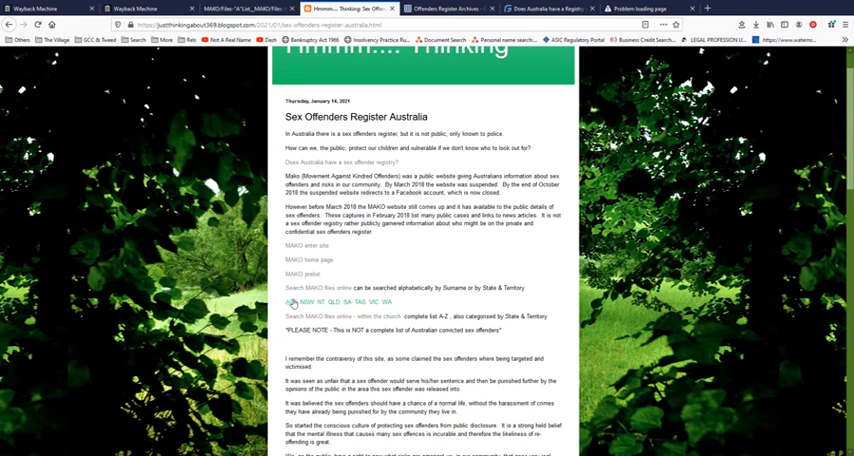 Wayback Machine
Wayback Machine
MAKO/Files-"A"List_-_MAKO/Files-
Hmmm.... Thinking: Sex Offen
Offenders Register Archives -
Does Australia have a Registry
Problem loading page
https://justthinkingabout369.blogspot.com/2021/01/sex-offenders-register-australia.html
Others
The Village
GCC & Tweed
Search
More
Rels
Not A Real Name
Dash
Bankruptcy Act 1966
Insolvency Practice Ru...
Document Search
Personal name search...
ASIC Regulatory Portal
Business Credit Search...
LEGAL PROFESSION U...
https://www.waterns...
Hmmm.... Thinking
Thursday, January 14, 2021
Sex Offenders Register Australia
In Australia there is a sex offenders register, but it is not public, only known to police.
How can we, the public, protect our children and vulnerable if we don't know who to look out for?
Does Australia have a sex offender registry?
Mako (Movement Against Kindred Offenders) was a public website giving Australians information about sex
offenders and risks in our community. By March 2018 the website was suspended. By the end of October
2018 the suspended website redirects to a Facebook account, which is now closed.
However before March 2018 the MAKO website still comes up and it has available to the public details of
sex offenders. These captures in February 2018 list many public cases and links to news articles. It is not
a sex offender registry rather publicly garnered information about who might be on the private and
confidential sex offenders register.
MAKO enter site
MAKO home page
MAKO prelist
Search MAKO files online can be searched alphabetically by Surname or by State & Territory
NSW NT QLD SA TAS VIC WA
Search MAKO files online - within the church complete list A-Z , also categorised by State & Territory
*PLEASE NOTE - This is NOT a complete list of Australian convicted sex offenders*
I remember the controversy of this site, as some claimed the sex offenders where being targeted and
victimised.
It was seen as unfair that a sex offender would serve his/her sentence and then be punished further by the
opinions of the public in the area this sex offender was released into.
It was believed the sex offenders should have a chance of a normal life, without the harassment of crimes
they have already being punished for by the community they live in.
So started the conscious culture of protecting sex offenders from public disclosure. It is a strong held belief
that the mental illness that causes many sex offences is incurable and therefore the likeliness of re-
offending is great.